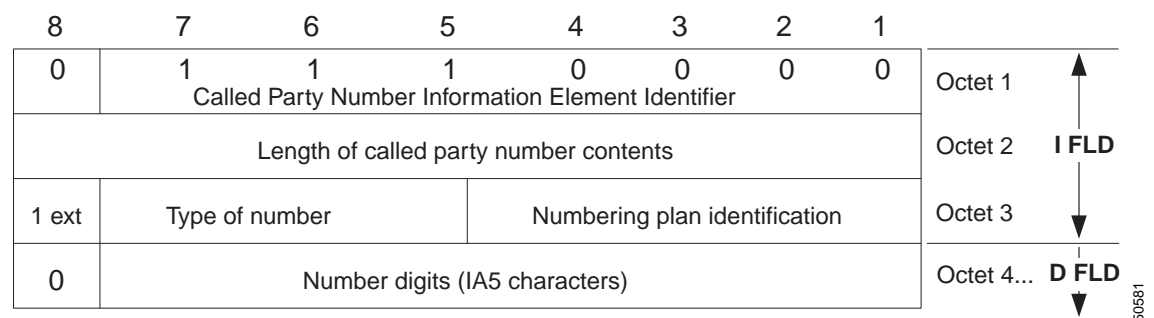 8 7 6 5 4 3 2 1
0 1 1 1 0 0 0 0 Octet 1
Called Party Number Information Element Identifier
Length of called party number contents Octet 2 I FLD
1 ext Type of number Numbering plan identification Octet 3
0 Number digits (IA5 characters) Octet 4... D FLD